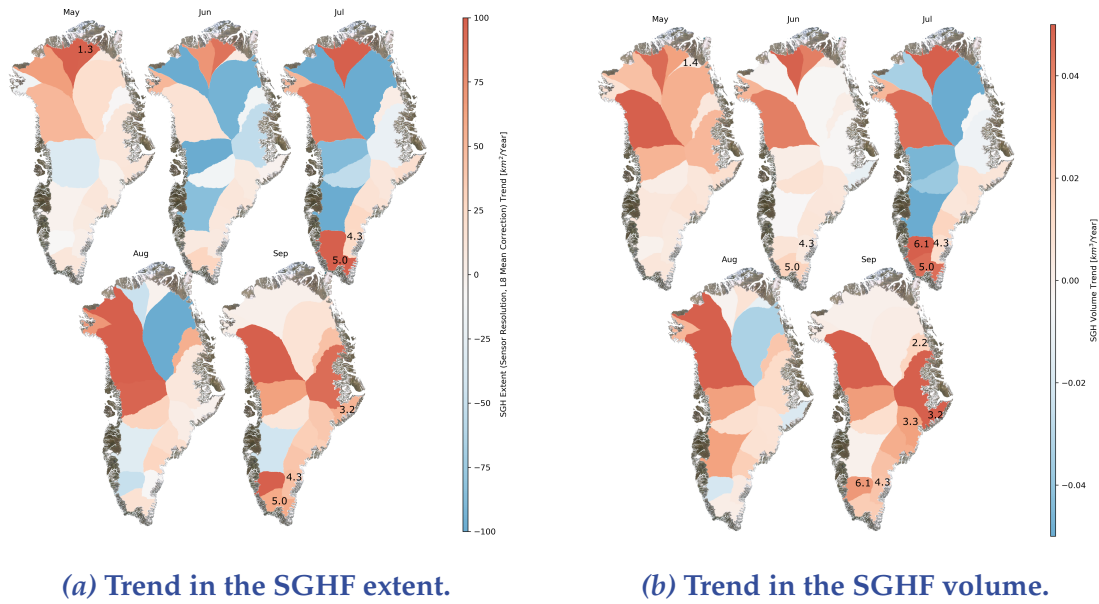 May
Jun
Jul
1.3
4.3
5.0
Aug
Sep
3.2
4.3
5.0
100
75
50
25
0
−25
−50
−75
−100
SGH Extent (Sensor Resolution, L8 Mean Correction) Trend [km²/Year]
(a) Trend in the SGHF extent.
May
Jun
Jul
1.4
4.3
6.1 4.3
5.0
5.0
Aug
Sep
2.2
3.2
3.3
6.1 4.3
0.04
0.02
0.00
−0.02
−0.04
SGH Volume Trend [km³/Year]
(b) Trend in the SGHF volume.